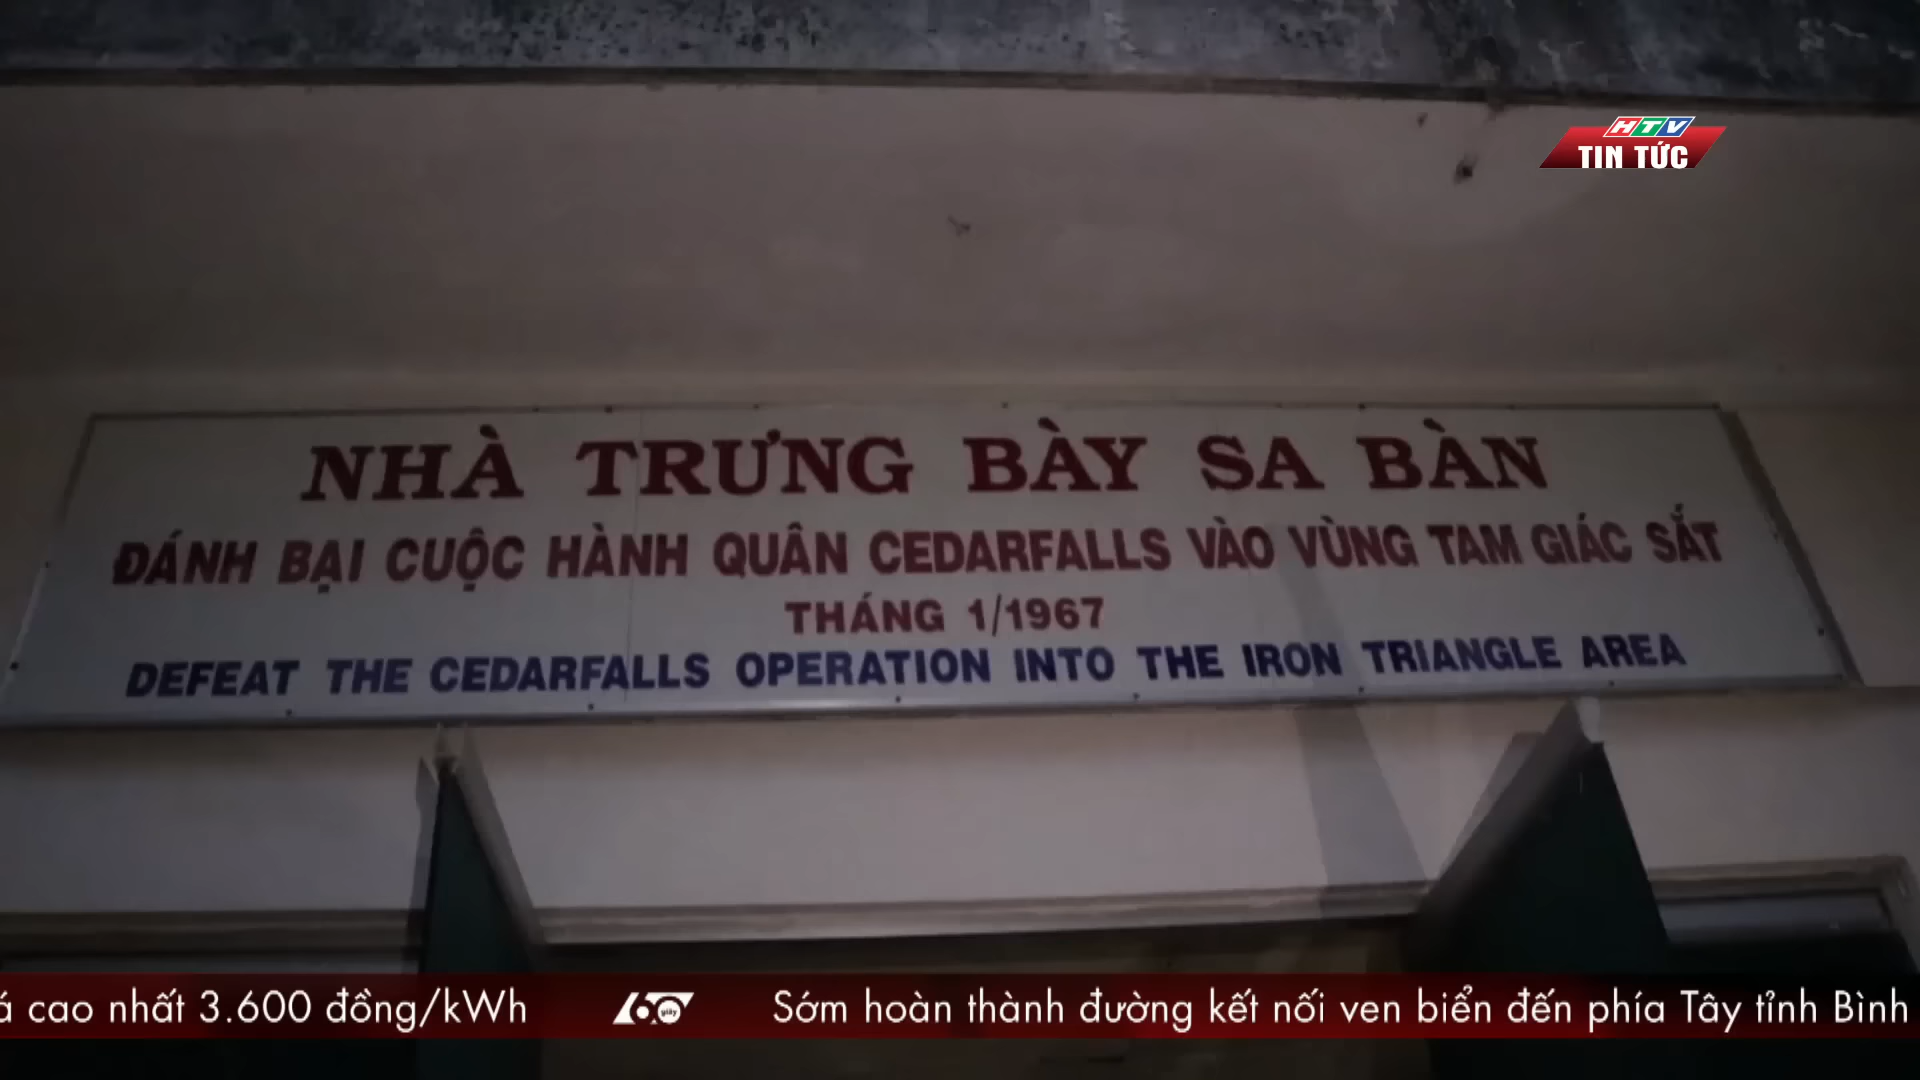 HTV
TIN TỨC
NHÀ TRƯNG BÀY SA BÀN
ĐÁNH BẠI CUỘC HÀNH QUÂN CEDARFALLS VÀO VÙNG TAM GIÁC SẮT
THÁNG 1/1967
DEFEAT THE CEDARFALLS OPERATION INTO THE IRON TRIANGLE AREA
á cao nhất 3.600 đồng/kWh 60 giây Sớm hoàn thành đường kết nối ven biển đến phía Tây tỉnh Bình